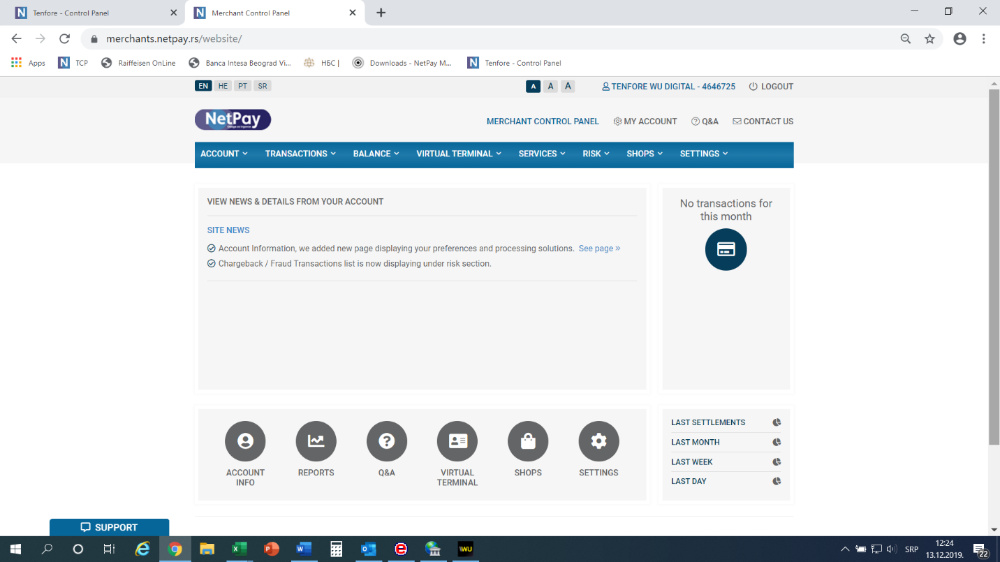 Tenfore - Control Panel
Merchant Control Panel
merchants.netpay.rs/website/
Apps
TCP
Raiffeisen OnLine
Banca Intesa Beograd Vi...
НБС |
Downloads - NetPay M...
Tenfore - Control Panel
EN HE PT SR
A A A
TENFORE WU DIGITAL - 4646725
LOGOUT
NetPay
MERCHANT CONTROL PANEL
MY ACCOUNT
Q&A
CONTACT US
ACCOUNT
TRANSACTIONS
BALANCE
VIRTUAL TERMINAL
SERVICES
RISK
SHOPS
SETTINGS
VIEW NEWS & DETAILS FROM YOUR ACCOUNT
SITE NEWS
Account Information, we added new page displaying your preferences and processing solutions. See page »
Chargeback / Fraud Transactions list is now displaying under risk section.
No transactions for
this month
ACCOUNT
INFO
REPORTS
Q&A
VIRTUAL
TERMINAL
SHOPS
SETTINGS
LAST SETTLEMENTS
LAST MONTH
LAST WEEK
LAST DAY
SUPPORT
WU
SRP
12:24
13.12.2019.
22